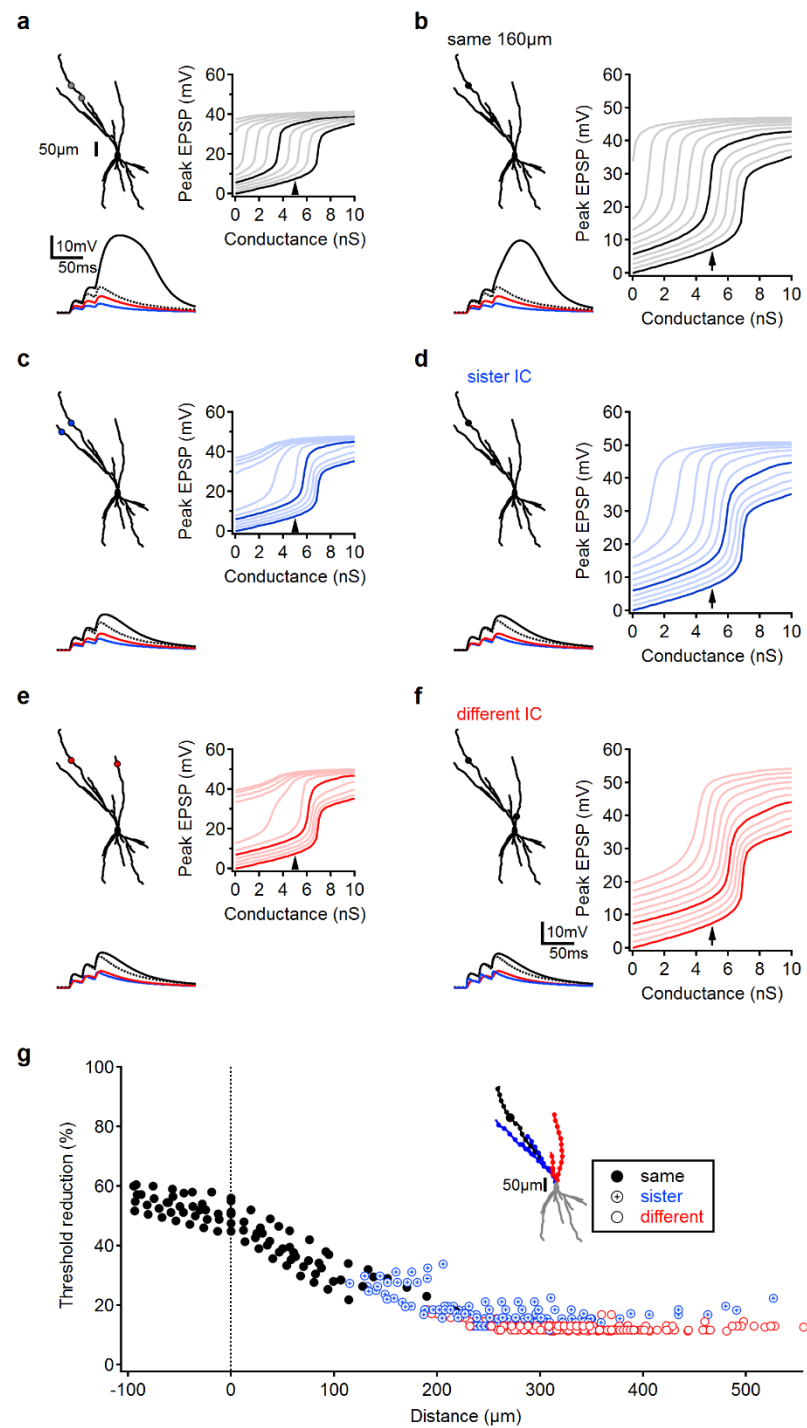 a
50µm
Peak EPSP (mV)
60
40
20
0
0 2 4 6 8 10
Conductance (nS)
10mV
50ms
b
same 160µm
Peak EPSP (mV)
60
50
40
30
20
10
0
0 2 4 6 8 10
Conductance (nS)
c
Peak EPSP (mV)
60
40
20
0
0 2 4 6 8 10
Conductance (nS)
d
sister IC
Peak EPSP (mV)
60
50
40
30
20
10
0
0 2 4 6 8 10
Conductance (nS)
e
Peak EPSP (mV)
60
40
20
0
0 2 4 6 8 10
Conductance (nS)
f
different IC
10mV
50ms
Peak EPSP (mV)
60
50
40
30
20
10
0
0 2 4 6 8 10
Conductance (nS)
g
Threshold reduction (%)
100
80
60
40
20
0
-100 0 100 200 300 400 500
Distance (µm)
50µm
same
sister
different